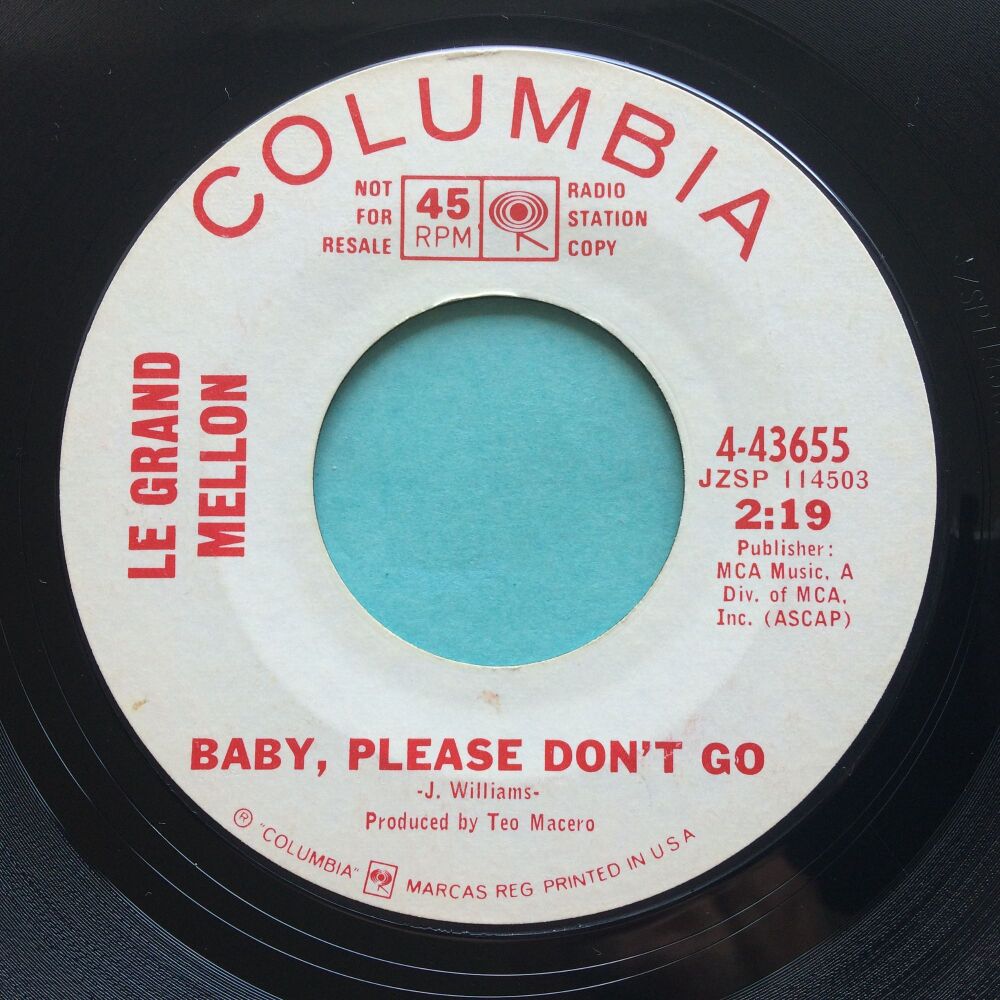 COLUMBIA
NOT
FOR
RESALE
45
RPM
RADIO
STATION
COPY
LE GRAND
MELLON
4-43655
JZSP 114503
2:19
Publisher:
MCA Music, A
Div. of MCA,
Inc. (ASCAP)
BABY, PLEASE DON'T GO
-J. Williams-
Produced by Teo Macero
® "COLUMBIA" MARCAS REG PRINTED IN U S A